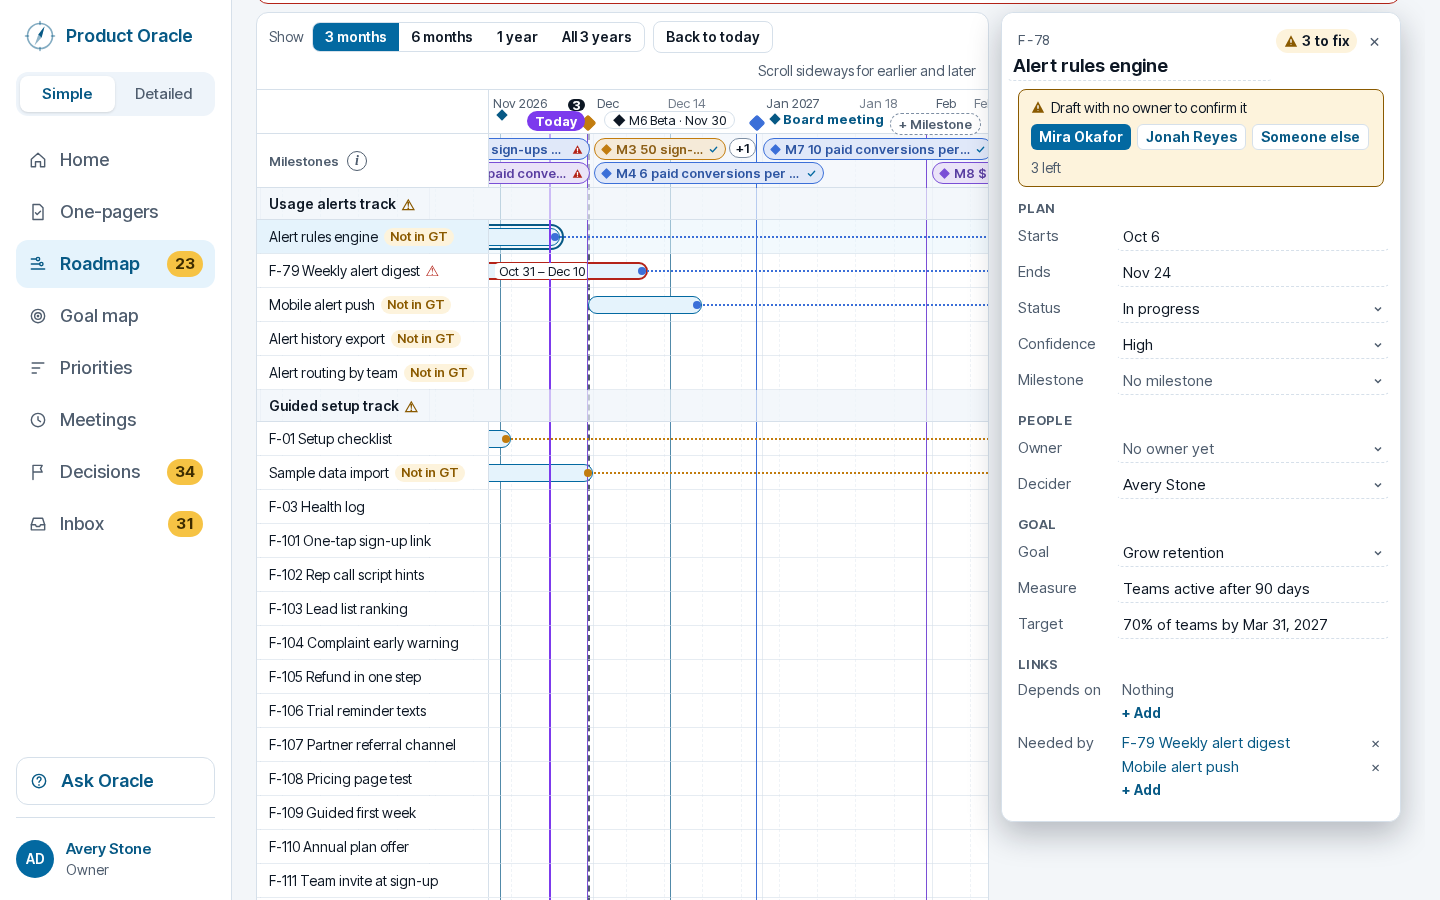 Product Oracle
Simple
Detailed
Home
One-pagers
Roadmap
23
Goal map
Priorities
Meetings
Decisions
34
Inbox
31
Ask Oracle
AD
Avery Stone
Owner
Show
3 months
6 months
1 year
All 3 years
Back to today
Scroll sideways for earlier and later
Nov 2026
3
Dec
Dec 14
Jan 2027
Jan 18
Feb
Fe
Today
M6 Beta · Nov 30
Board meeting
+ Milestone
Milestones
i
sign-ups ...
M3 50 sign-...
+1
M7 10 paid conversions per...
paid conve...
M4 6 paid conversions per ...
M8 $
Usage alerts track
Alert rules engine
Not in GT
F-79 Weekly alert digest
Oct 31 – Dec 10
Mobile alert push
Not in GT
Alert history export
Not in GT
Alert routing by team
Not in GT
Guided setup track
F-01 Setup checklist
Sample data import
Not in GT
F-03 Health log
F-101 One-tap sign-up link
F-102 Rep call script hints
F-103 Lead list ranking
F-104 Complaint early warning
F-105 Refund in one step
F-106 Trial reminder texts
F-107 Partner referral channel
F-108 Pricing page test
F-109 Guided first week
F-110 Annual plan offer
F-111 Team invite at sign-up
F-78
3 to fix
×
Alert rules engine
Draft with no owner to confirm it
Mira Okafor
Jonah Reyes
Someone else
3 left
PLAN
Starts
Oct 6
Ends
Nov 24
Status
In progress
Confidence
High
Milestone
No milestone
PEOPLE
Owner
No owner yet
Decider
Avery Stone
GOAL
Goal
Grow retention
Measure
Teams active after 90 days
Target
70% of teams by Mar 31, 2027
LINKS
Depends on
Nothing
+ Add
Needed by
F-79 Weekly alert digest
×
Mobile alert push
×
+ Add